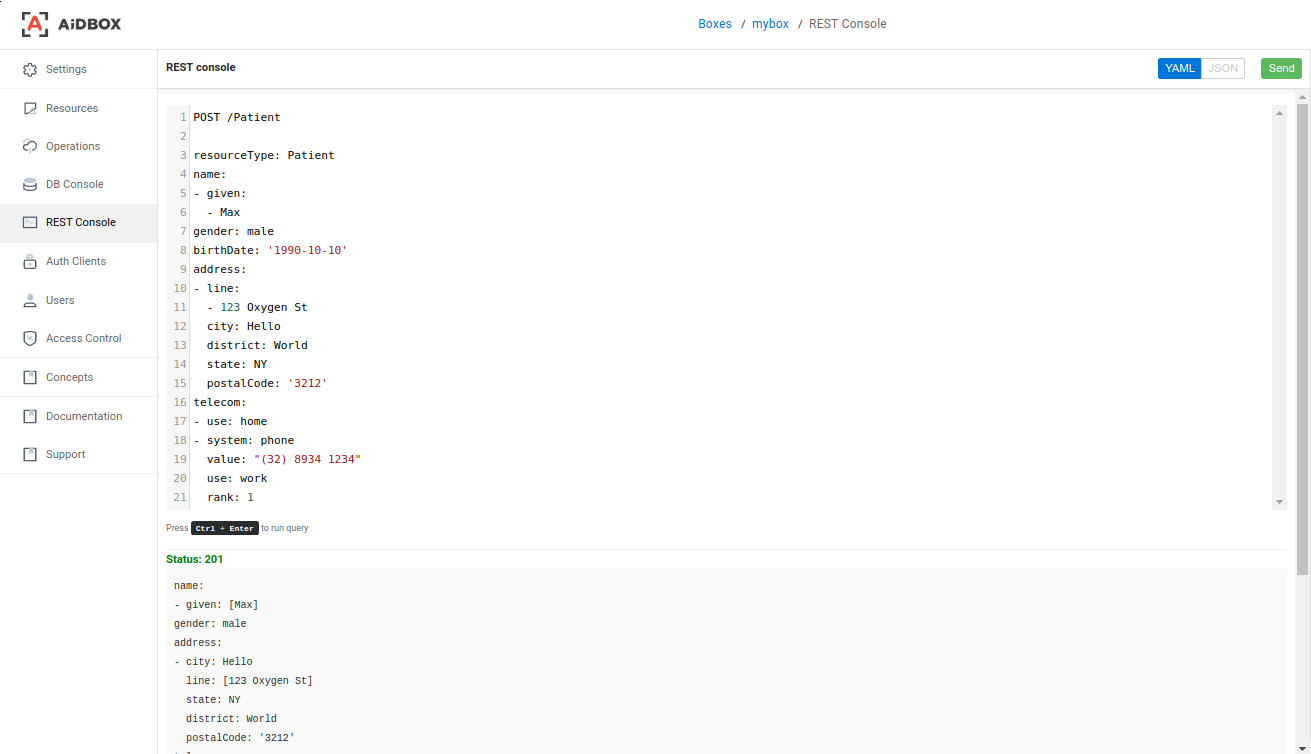 AiDBOX
Boxes / mybox / REST Console
Settings
Resources
Operations
DB Console
REST Console
Auth Clients
Users
Access Control
Concepts
Documentation
Support
REST console
YAML JSON Send
1 POST /Patient
2
3 resourceType: Patient
4 name:
5 - given:
6   - Max
7 gender: male
8 birthDate: '1990-10-10'
9 address:
10 - line:
11   - 123 Oxygen St
12   city: Hello
13   district: World
14   state: NY
15   postalCode: '3212'
16 telecom:
17 - use: home
18 - system: phone
19   value: "(32) 8934 1234"
20   use: work
21   rank: 1
Press Ctrl + Enter to run query
Status: 201
name:
- given: [Max]
gender: male
address:
- city: Hello
  line: [123 Oxygen St]
  state: NY
  district: World
  postalCode: '3212'